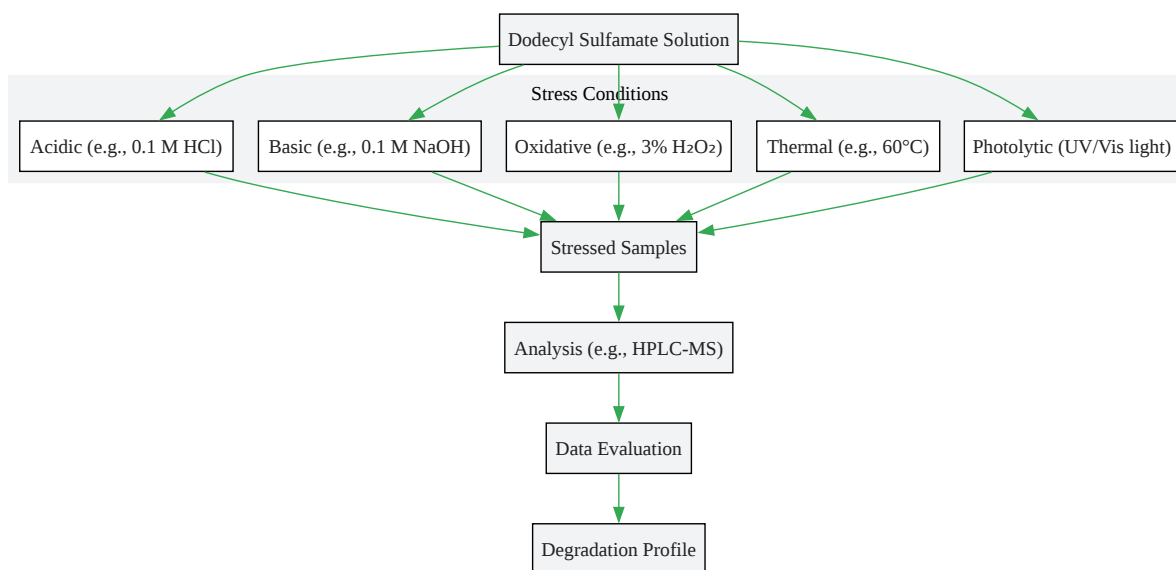 Dodecyl Sulfamate Solution
Stress Conditions
Acidic (e.g., 0.1 M HCl)
Basic (e.g., 0.1 M NaOH)
Oxidative (e.g., 3% H₂O₂)
Thermal (e.g., 60°C)
Photolytic (UV/Vis light)
Stressed Samples
Analysis (e.g., HPLC-MS)
Data Evaluation
Degradation Profile